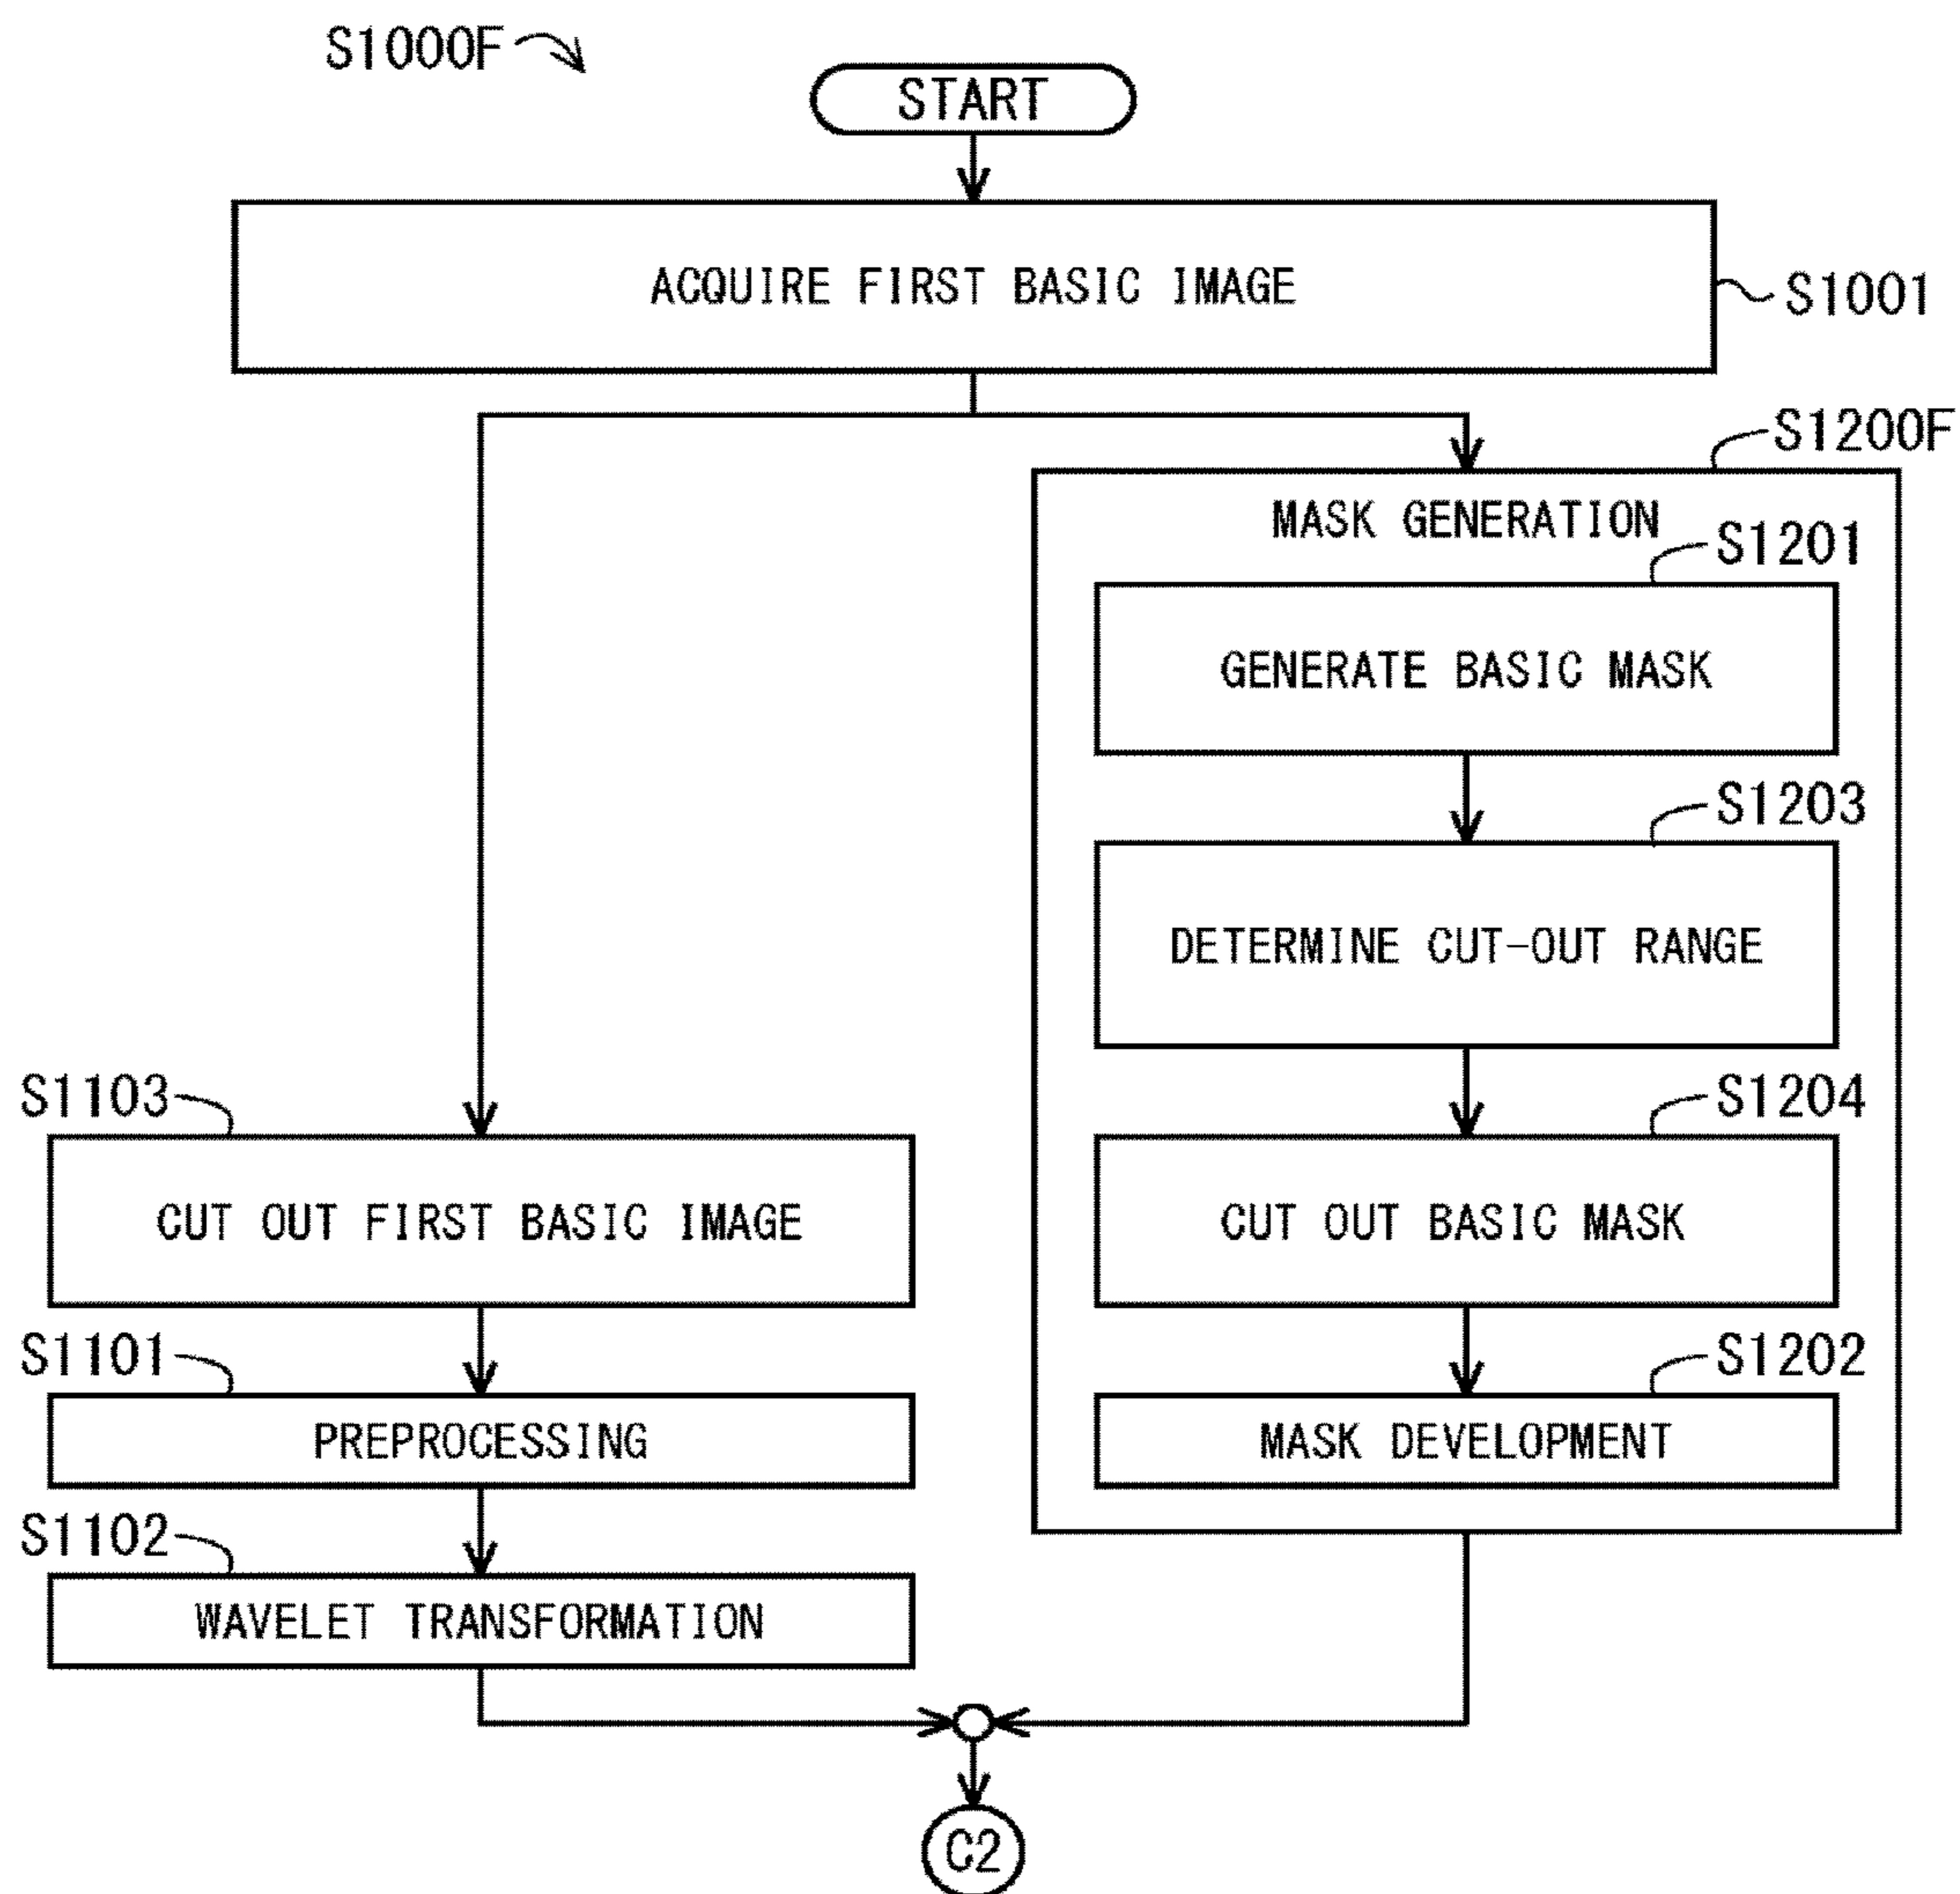 S1000F
START
ACQUIRE FIRST BASIC IMAGE
S1001
S1200F
MASK GENERATION
S1201
GENERATE BASIC MASK
S1203
DETERMINE CUT-OUT RANGE
S1103
S1204
CUT OUT FIRST BASIC IMAGE
CUT OUT BASIC MASK
S1101
S1202
PREPROCESSING
MASK DEVELOPMENT
S1102
WAVELET TRANSFORMATION
C2